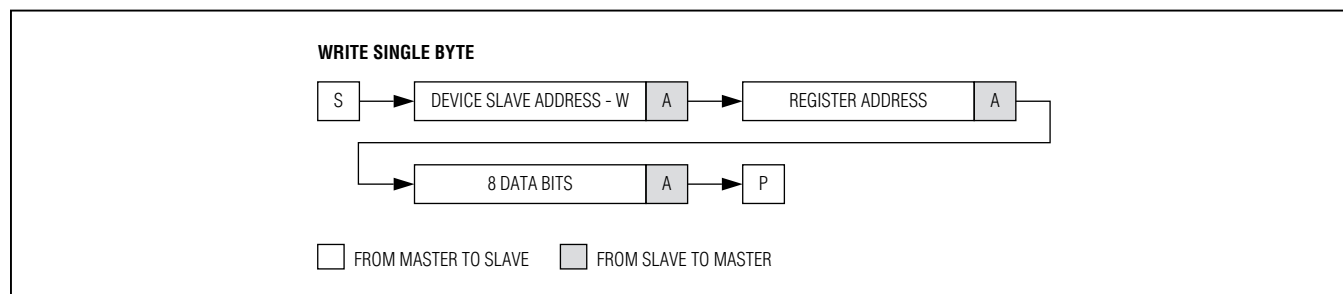 WRITE SINGLE BYTE
S DEVICE SLAVE ADDRESS - W A REGISTER ADDRESS A
8 DATA BITS A P
FROM MASTER TO SLAVE FROM SLAVE TO MASTER